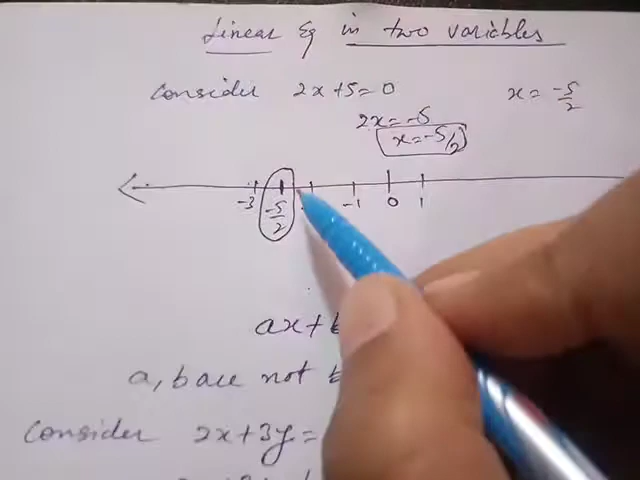 Linear Eq in two variables
Consider 2x+5=0 x = -5/2
2x = -5
x = -5/2
-3 -5/2 -1 0 1
ax+
a, b are not
Consider 2x+3y=